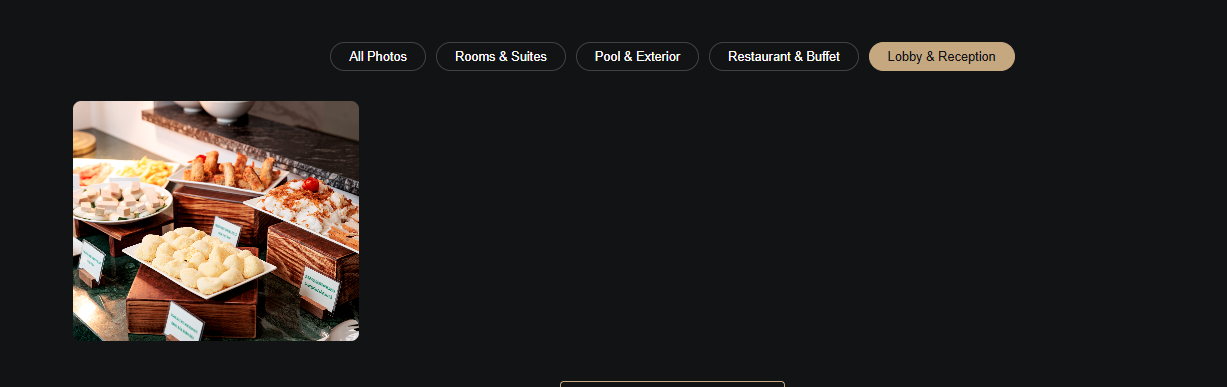 All Photos
Rooms & Suites
Pool & Exterior
Restaurant & Buffet
Lobby & Reception